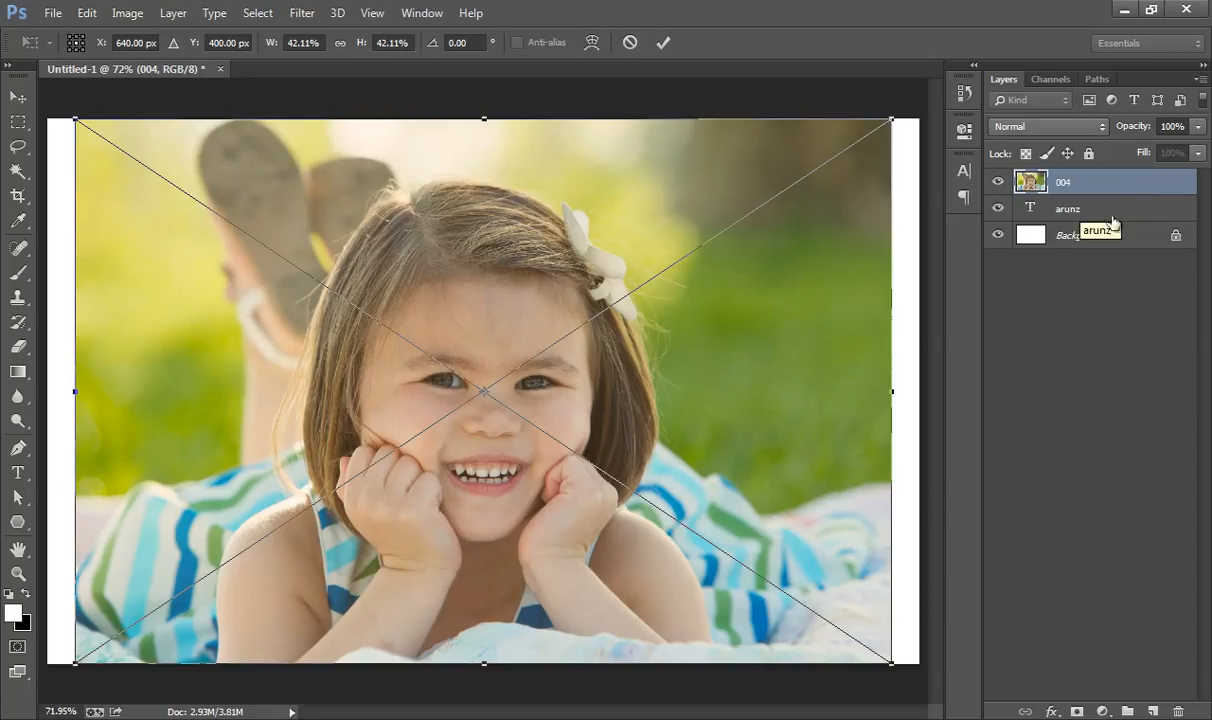 Ps File Edit Image Layer Type Select Filter 3D View Window Help
X: 640.00 px Y: 400.00 px W: 42.11% H: 42.11% 0.00 ° Anti-alias Essentials
Untitled-1 @ 72% (004, RGB/8) * ×
Layers Channels Paths
Kind
Normal Opacity: 100%
Lock: Fill: 100%
004
T arunz
arunz
Backg
71.95% Doc: 2.93M/3.81M